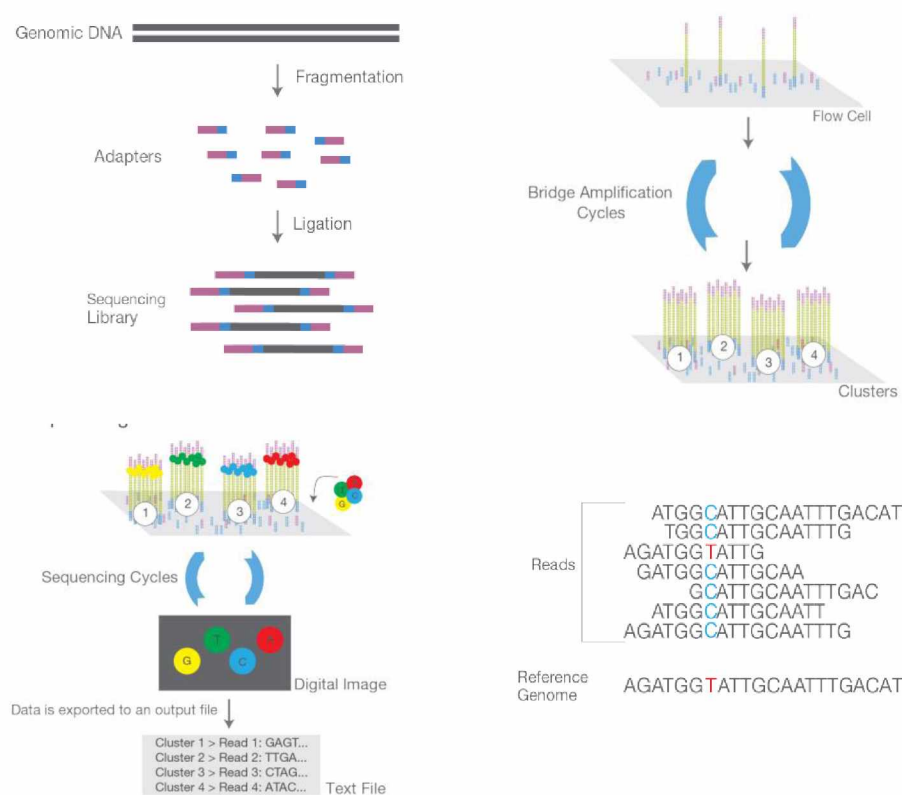 Genomic DNA
Fragmentation
Adapters
Ligation
Sequencing
Library
Flow Cell
Bridge Amplification
Cycles
1
2
3
4
Clusters
1
2
3
4
T
C
G
Sequencing Cycles
T
G
C
Digital Image
Data is exported to an output file
Cluster 1 > Read 1: GAGT...
Cluster 2 > Read 2: TTGA...
Cluster 3 > Read 3: CTAG...
Cluster 4 > Read 4: ATAC...
Text File
Reads
ATGGCATTGCAATTTGACAT
TGGCATTGCAATTTG
AGATGGTATTG
GATGGCATTGCAA
GCATTGCAATTTGAC
ATGGCATTGCAATT
AGATGGCATTGCAATTTG
Reference
Genome
AGATGGTATTGCAATTTGACAT